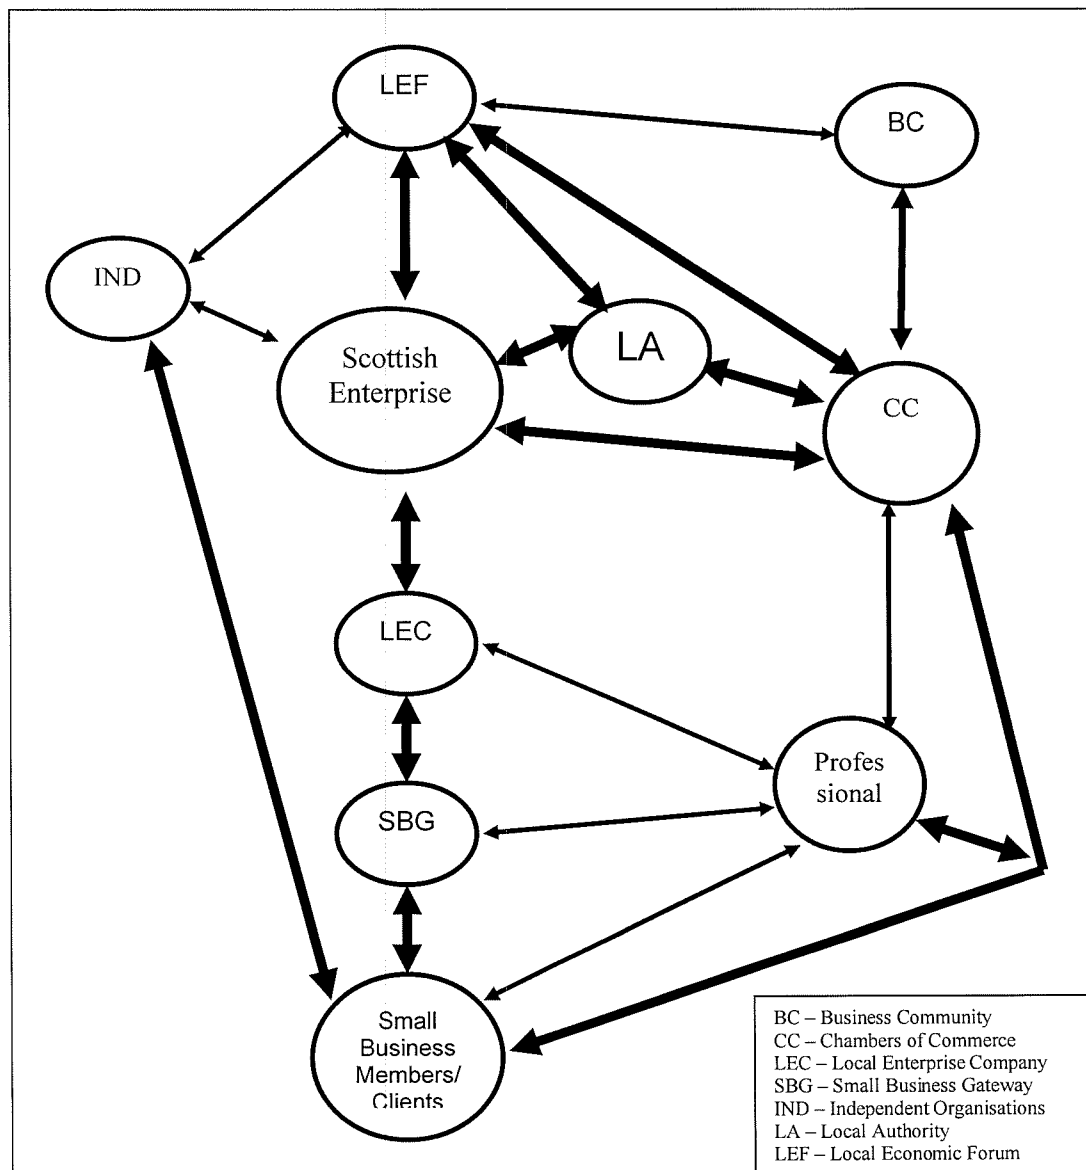 LEF
BC
IND
Scottish
Enterprise
LA
CC
LEC
Profes
sional
SBG
Small
Business
Members/
Clients
BC – Business Community
CC – Chambers of Commerce
LEC – Local Enterprise Company
SBG – Small Business Gateway
IND – Independent Organisations
LA – Local Authority
LEF – Local Economic Forum